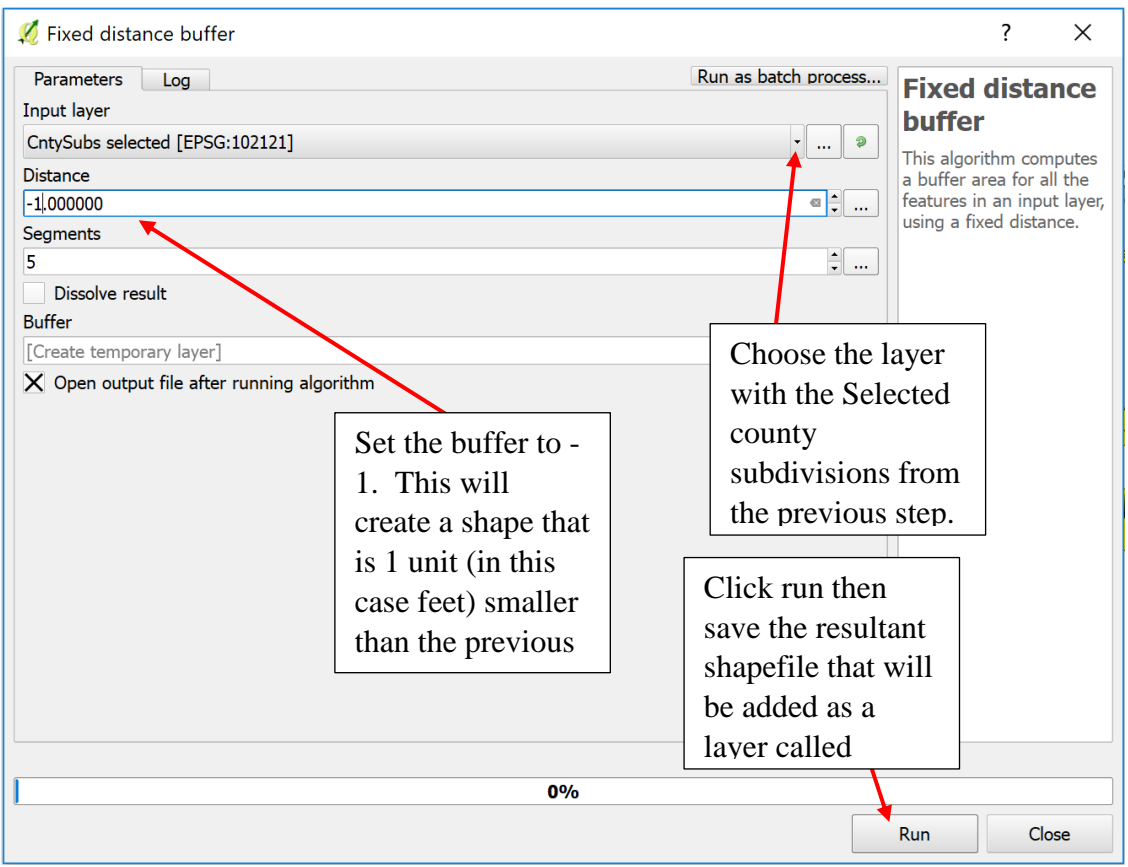 Fixed distance buffer
?
Parameters
Log
Run as batch process...
Input layer
CntySubs selected [EPSG:102121]
...
Distance
-1.000000
...
Segments
5
...
Dissolve result
Buffer
[Create temporary layer]
Open output file after running algorithm
Fixed distance
buffer
This algorithm computes
a buffer area for all the
features in an input layer,
using a fixed distance.
Choose the layer
with the Selected
county
subdivisions from
the previous step.
Set the buffer to -
1. This will
create a shape that
is 1 unit (in this
case feet) smaller
than the previous
Click run then
save the resultant
shapefile that will
be added as a
layer called
0%
Run
Close